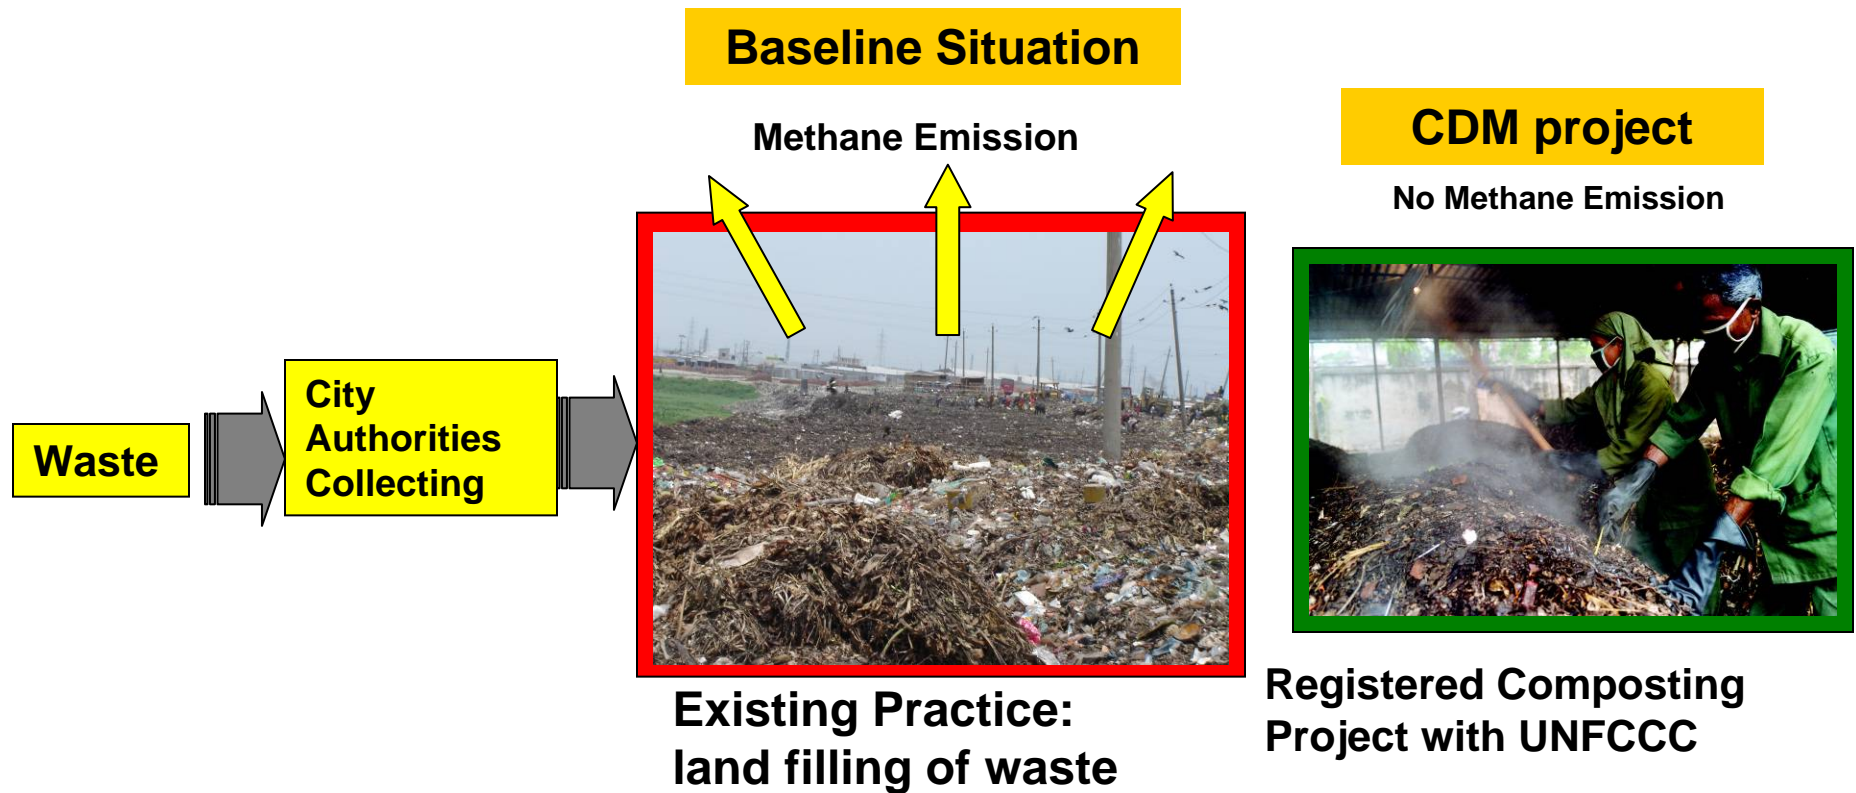 Baseline Situation
Methane Emission
CDM project
No Methane Emission
Waste
City
Authorities
Collecting
Existing Practice:
land filling of waste
Registered Composting
Project with UNFCCC